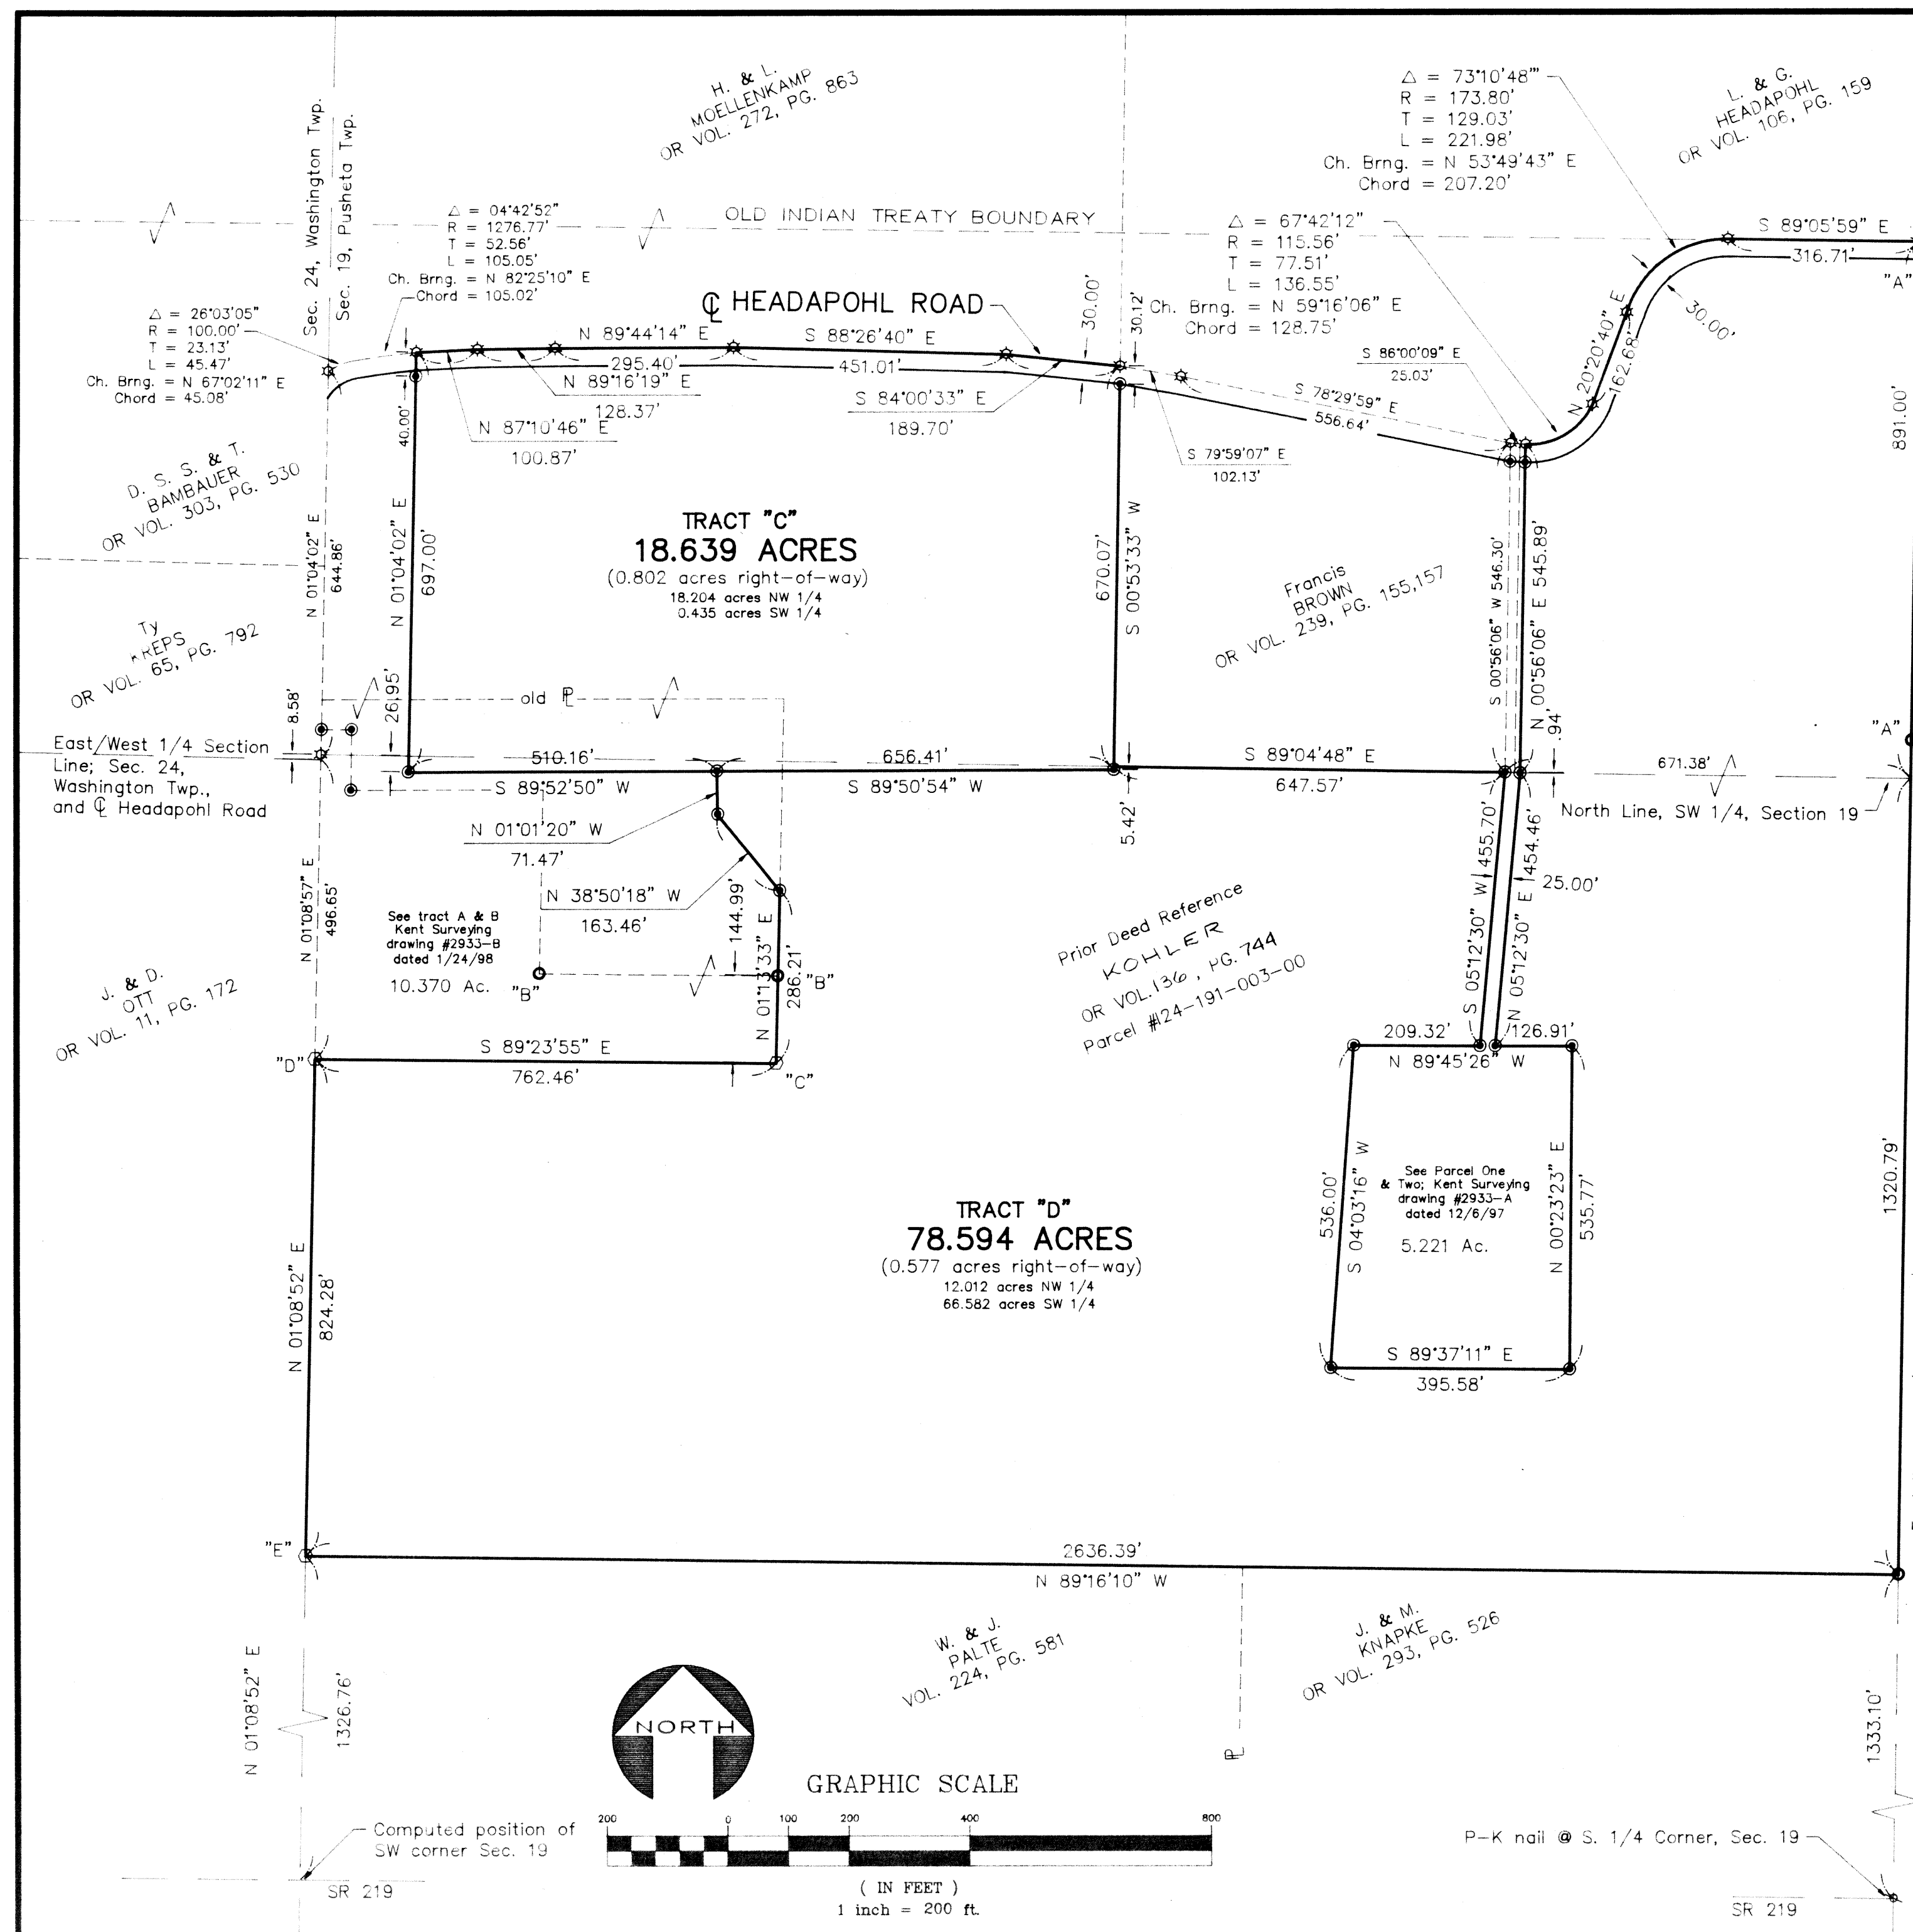 H. & L.
MOELLENKAMP
OR VOL. 272, PG. 863
L. & G.
HEADAPOHL
OR VOL. 106, PG. 159
△ = 73°10'48"'
R = 173.80'
T = 129.03'
L = 221.98'
Ch. Brng. = N 53°49'43" E
Chord = 207.20'
Sec. 24, Washington Twp.
Sec. 19, Pusheta Twp.
△ = 04°42'52"
R = 1276.77'
T = 52.56'
L = 105.05'
Ch. Brng. = N 82°25'10" E
Chord = 105.02'
OLD INDIAN TREATY BOUNDARY
△ = 67°42'12"
R = 115.56'
T = 77.51'
L = 136.55'
Ch. Brng. = N 59°16'06" E
Chord = 128.75'
S 89°05'59" E
316.71'
"A"
△ = 26°03'05"
R = 100.00'
T = 23.13'
L = 45.47'
Ch. Brng. = N 67°02'11" E
Chord = 45.08'
℄ HEADAPOHL ROAD
30.00'
30.12'
30.00'
N 89°44'14" E
295.40'
S 88°26'40" E
451.01'
N 89°16'19" E
128.37'
N 87°10'46" E
100.87'
S 84°00'33" E
189.70'
S 86°00'09" E
25.03'
S 78°29'59" E
556.64'
S 79°59'07" E
102.13'
N 20°20'40" E
162.68'
891.00'
40.00'
D. S. S. & T.
BAMBAUER
OR VOL. 303, PG. 530
N 01°04'02" E
644.86'
N 01°04'02" E
697.00'
TRACT "C"
18.639 ACRES
(0.802 acres right-of-way)
18.204 acres NW 1/4
0.435 acres SW 1/4
670.07'
S 00°53'33" W
Francis
BROWN
OR VOL. 239, PG. 155,157
S 00°56'06" W 546.30'
N 00°56'06" E 545.89'
Ty
KREPS
OR VOL. 65, PG. 792
8.58'
26.95'
old ℙL
.94'
"A"
East/West 1/4 Section
Line; Sec. 24,
Washington Twp.,
and ℄ Headapohl Road
510.16'
S 89°52'50" W
656.41'
S 89°50'54" W
S 89°04'48" E
647.57'
671.38'
North Line, SW 1/4, Section 19
5.42'
N 01°01'20" W
71.47'
N 38°50'18" W
163.46'
N 01°08'57" E
496.65'
See tract A & B
Kent Surveying
drawing #2933-B
dated 1/24/98
10.370 Ac.
"B"
"B"
144.99'
N 01°13'33" E
286.21'
S 05°12'30" W 455.70'
N 05°12'30" E 454.46'
25.00'
Prior Deed Reference
KOHLER
OR VOL. 136, PG. 744
Parcel #124-191-003-00
J. & D.
OTT
OR VOL. 11, PG. 172
"D"
S 89°23'55" E
762.46'
"C"
209.32'
126.91'
N 89°45'26" W
536.00'
S 04°03'16" W
See Parcel One
& Two; Kent Surveying
drawing #2933-A
dated 12/6/97
5.221 Ac.
N 00°23'23" E
535.77'
S 89°37'11" E
395.58'
1320.79'
TRACT "D"
78.594 ACRES
(0.577 acres right-of-way)
12.012 acres NW 1/4
66.582 acres SW 1/4
N 01°08'52" E
824.28'
"E"
2636.39'
N 89°16'10" W
W. & J.
PALTE
VOL. 224, PG. 581
J. & M.
KNAPKE
OR VOL. 293, PG. 526
N 01°08'52" E
1326.76'
1333.10'
NORTH
GRAPHIC SCALE
200 0 100 200 400 800
( IN FEET )
1 inch = 200 ft.
Computed position of
SW corner Sec. 19
SR 219
P-K nail @ S. 1/4 Corner, Sec. 19
SR 219